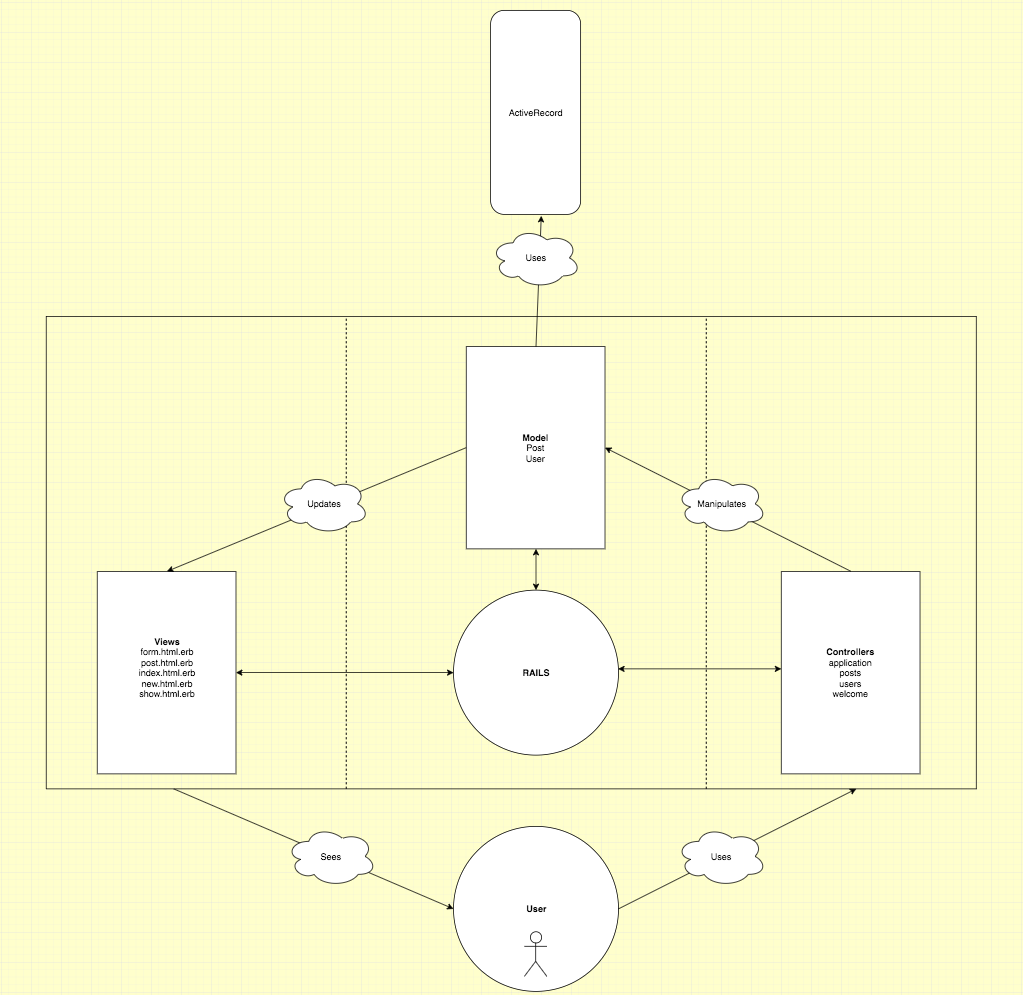 ActiveRecord
Uses
Model
Post
User
Updates
Manipulates
Views
form.html.erb
post.html.erb
index.html.erb
new.html.erb
show.html.erb
RAILS
Controllers
application
posts
users
welcome
Sees
Uses
User